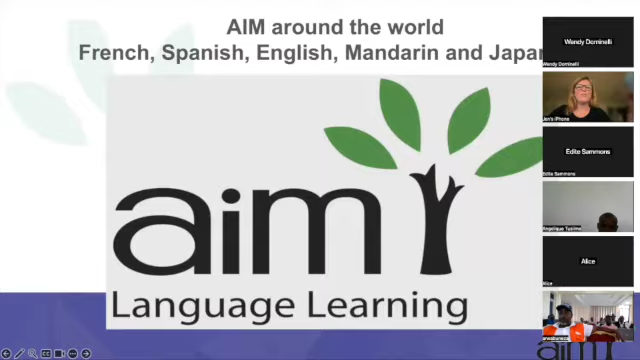 AIM around the world
French, Spanish, English, Mandarin and Japan
aim
Language Learning
Wendy Dominelli
Wendy Dominelli
Jen's iPhone
Edite Sammons
Edite Sammons
Alice
Alice
aim